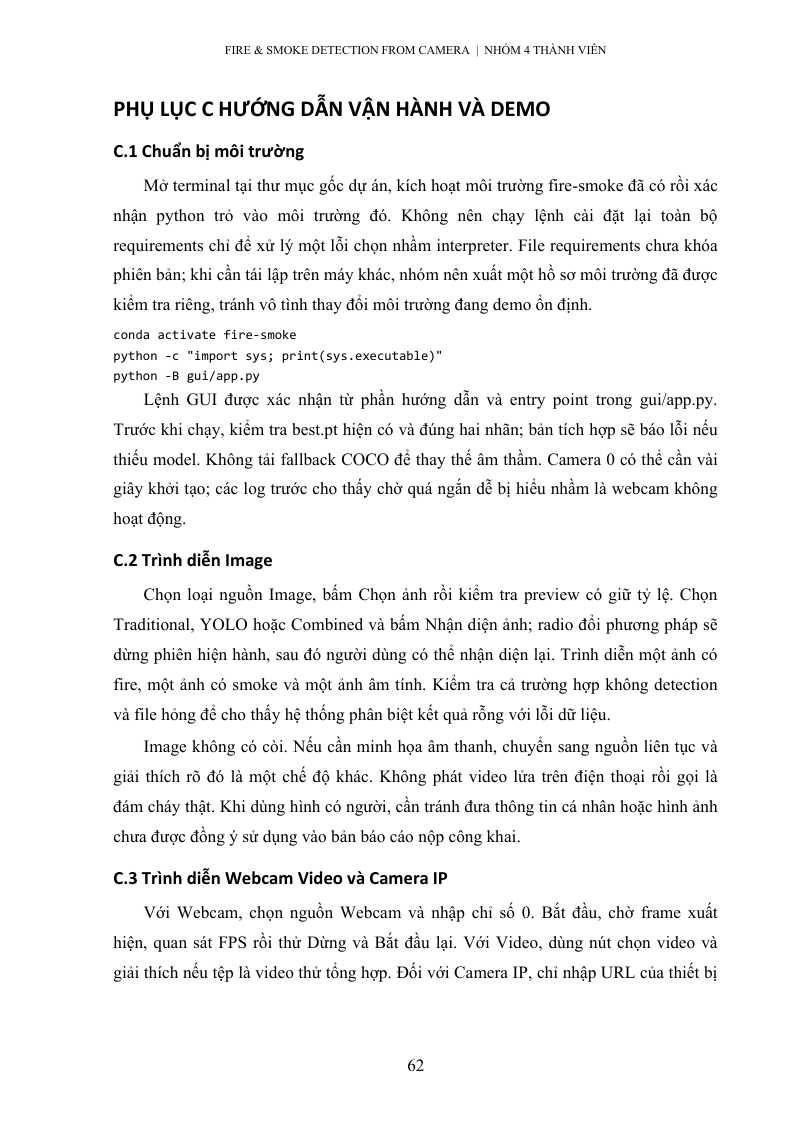 FIRE & SMOKE DETECTION FROM CAMERA | NHÓM 4 THÀNH VIÊN
PHỤ LỤC C HƯỚNG DẪN VẬN HÀNH VÀ DEMO
C.1 Chuẩn bị môi trường
Mở terminal tại thư mục gốc dự án, kích hoạt môi trường fire-smoke đã có rồi xác
nhận python trỏ vào môi trường đó. Không nên chạy lệnh cài đặt lại toàn bộ
requirements chỉ để xử lý một lỗi chọn nhầm interpreter. File requirements chưa khóa
phiên bản; khi cần tái lập trên máy khác, nhóm nên xuất một hồ sơ môi trường đã được
kiểm tra riêng, tránh vô tình thay đổi môi trường đang demo ổn định.
conda activate fire-smoke
python -c "import sys; print(sys.executable)"
python -B gui/app.py
Lệnh GUI được xác nhận từ phần hướng dẫn và entry point trong gui/app.py.
Trước khi chạy, kiểm tra best.pt hiện có và đúng hai nhãn; bản tích hợp sẽ báo lỗi nếu
thiếu model. Không tải fallback COCO để thay thế âm thầm. Camera 0 có thể cần vài
giây khởi tạo; các log trước cho thấy chờ quá ngắn dễ bị hiểu nhầm là webcam không
hoạt động.
C.2 Trình diễn Image
Chọn loại nguồn Image, bấm Chọn ảnh rồi kiểm tra preview có giữ tỷ lệ. Chọn
Traditional, YOLO hoặc Combined và bấm Nhận diện ảnh; radio đổi phương pháp sẽ
dừng phiên hiện hành, sau đó người dùng có thể nhận diện lại. Trình diễn một ảnh có
fire, một ảnh có smoke và một ảnh âm tính. Kiểm tra cả trường hợp không detection
và file hỏng để cho thấy hệ thống phân biệt kết quả rỗng với lỗi dữ liệu.
Image không có còi. Nếu cần minh họa âm thanh, chuyển sang nguồn liên tục và
giải thích rõ đó là một chế độ khác. Không phát video lửa trên điện thoại rồi gọi là
đám cháy thật. Khi dùng hình có người, cần tránh đưa thông tin cá nhân hoặc hình ảnh
chưa được đồng ý sử dụng vào bản báo cáo nộp công khai.
C.3 Trình diễn Webcam Video và Camera IP
Với Webcam, chọn nguồn Webcam và nhập chỉ số 0. Bắt đầu, chờ frame xuất
hiện, quan sát FPS rồi thử Dừng và Bắt đầu lại. Với Video, dùng nút chọn video và
giải thích nếu tệp là video thử tổng hợp. Đối với Camera IP, chỉ nhập URL của thiết bị
62